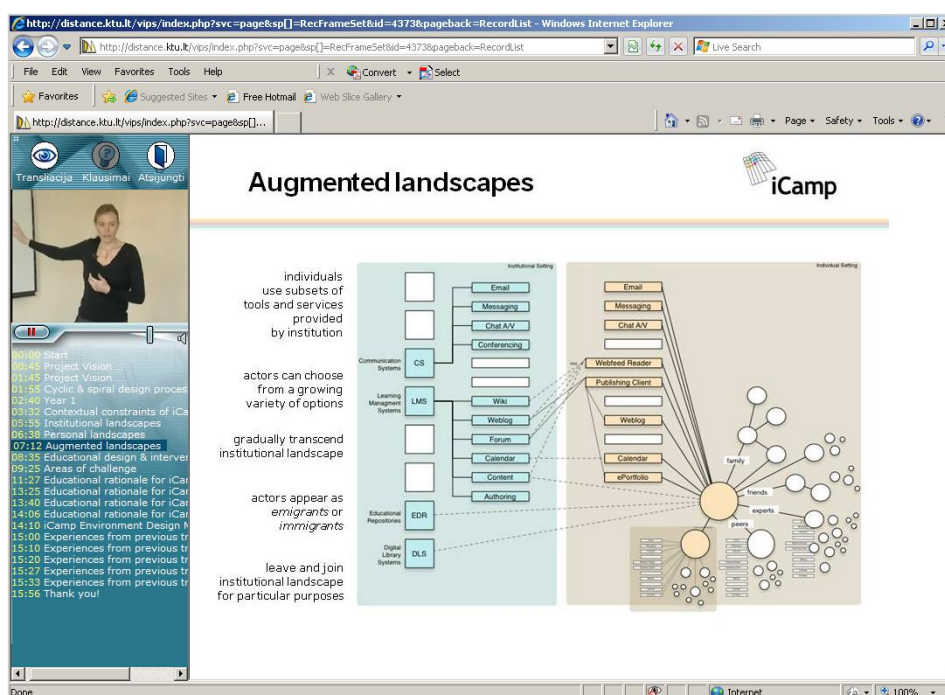 http://distance.ktu.lt/vips/index.php?svc=page&sp[]=RecFrameSet&id=4373&pageback=RecordList - Windows Internet Explorer
http://distance.ktu.lt/vips/index.php?svc=page&sp[]=RecFrameSet&id=4373&pageback=RecordList
Live Search
File Edit View Favorites Tools Help
Convert
Select
Favorites
Suggested Sites
Free Hotmail
Web Slice Gallery
http://distance.ktu.lt/vips/index.php?svc=page&sp[]...
Page
Safety
Tools
Transliacija Klausimai Atsijungti
00:00 Start
00:45 Project Vision ...
01:45 Project Vision ...
01:55 Cyclic & spiral design proces
02:40 Year 1
03:32 Contextual constraints of iCa
05:55 Institutional landscapes
06:38 Personal landscapes
07:12 Augmented landscapes
08:35 Educational design & interver
09:25 Areas of challenge
11:27 Educational rationale for iCar
13:25 Educational rationale for iCar
13:40 Educational rationale for iCar
14:06 Educational rationale for iCar
14:10 iCamp Environment Design M
15:00 Experiences from previous tr
15:10 Experiences from previous tr
15:20 Experiences from previous tr
15:27 Experiences from previous tr
15:33 Experiences from previous tr
15:56 Thank you!
Augmented landscapes
iCamp
individuals
use subsets of
tools and services
provided
by institution
actors can choose
from a growing
variety of options
gradually transcend
institutional landscape
actors appear as
emigrants or
immigrants
leave and join
institutional landscape
for particular purposes
Institutional Setting
Communication
Systems
CS
Learning
Managment
Systems
LMS
Educational
Repositories
EDR
Digital
Library
Systems
DLS
Email
Messaging
Chat A/V
Conferencing
Wiki
Weblog
Forum
Calendar
Content
Authoring
Individual Setting
Email
Messaging
Chat A/V
Webfeed Reader
Publishing Client
Weblog
Calendar
ePortfolio
family
friends
experts
peers
Done
Internet
100%